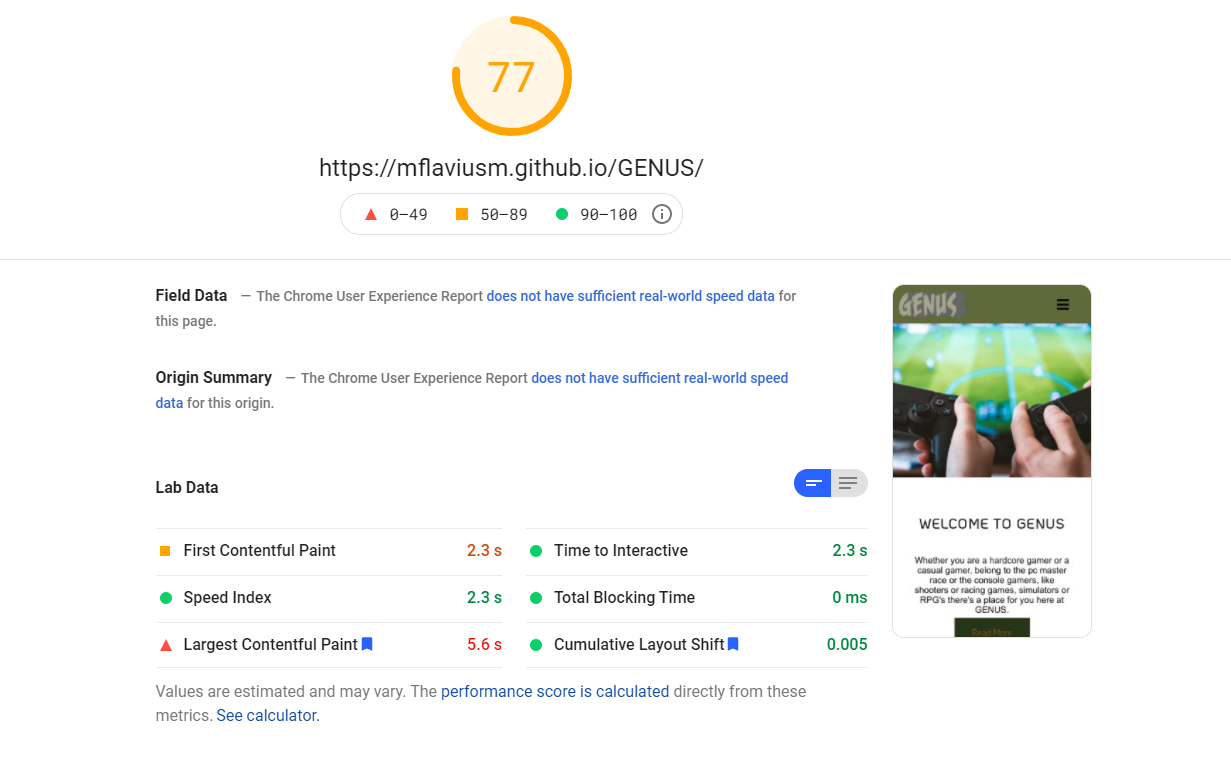 77
https://mflaviusm.github.io/GENUS/
0–49 50–89 90–100
Field Data — The Chrome User Experience Report does not have sufficient real-world speed data for
this page.
Origin Summary — The Chrome User Experience Report does not have sufficient real-world speed
data for this origin.
Lab Data
First Contentful Paint 2.3 s
Time to Interactive 2.3 s
Speed Index 2.3 s
Total Blocking Time 0 ms
Largest Contentful Paint 5.6 s
Cumulative Layout Shift 0.005
Values are estimated and may vary. The performance score is calculated directly from these
metrics. See calculator.
GENUS
WELCOME TO GENUS
Whether you are a hardcore gamer or a
casual gamer, belong to the pc master
race or the console gamers, like
shooters or racing games, simulators or
RPG's there's a place for you here at
GENUS.
Read More